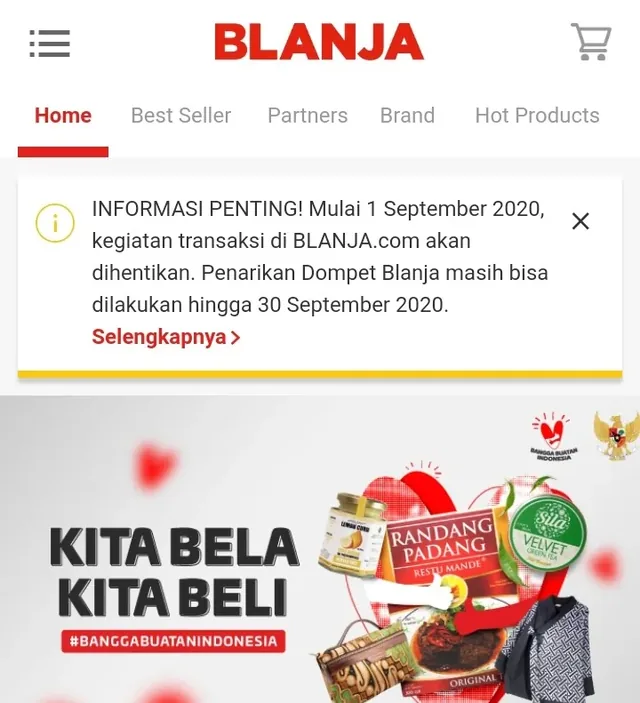 BLANJA
Home Best Seller Partners Brand Hot Products
INFORMASI PENTING! Mulai 1 September 2020,
kegiatan transaksi di BLANJA.com akan
dihentikan. Penarikan Dompet Blanja masih bisa
dilakukan hingga 30 September 2020.
Selengkapnya >
BANGGA BUATAN
INDONESIA
KITA BELA
KITA BELI
#BANGGABUATANINDONESIA
LEMON CURD
RANDANG
PADANG
RESTU MANDE
ORIGINAL
Sila
VELVET
GREEN TEA